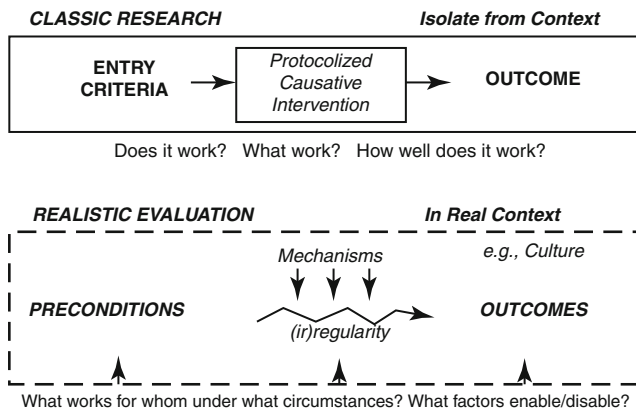 CLASSIC RESEARCH Isolate from Context
ENTRY CRITERIA
Protocolized
Causative
Intervention
OUTCOME
Does it work? What work? How well does it work?
REALISTIC EVALUATION In Real Context
Mechanisms
e.g., Culture
PRECONDITIONS
(ir)regularity
OUTCOMES
What works for whom under what circumstances? What factors enable/disable?